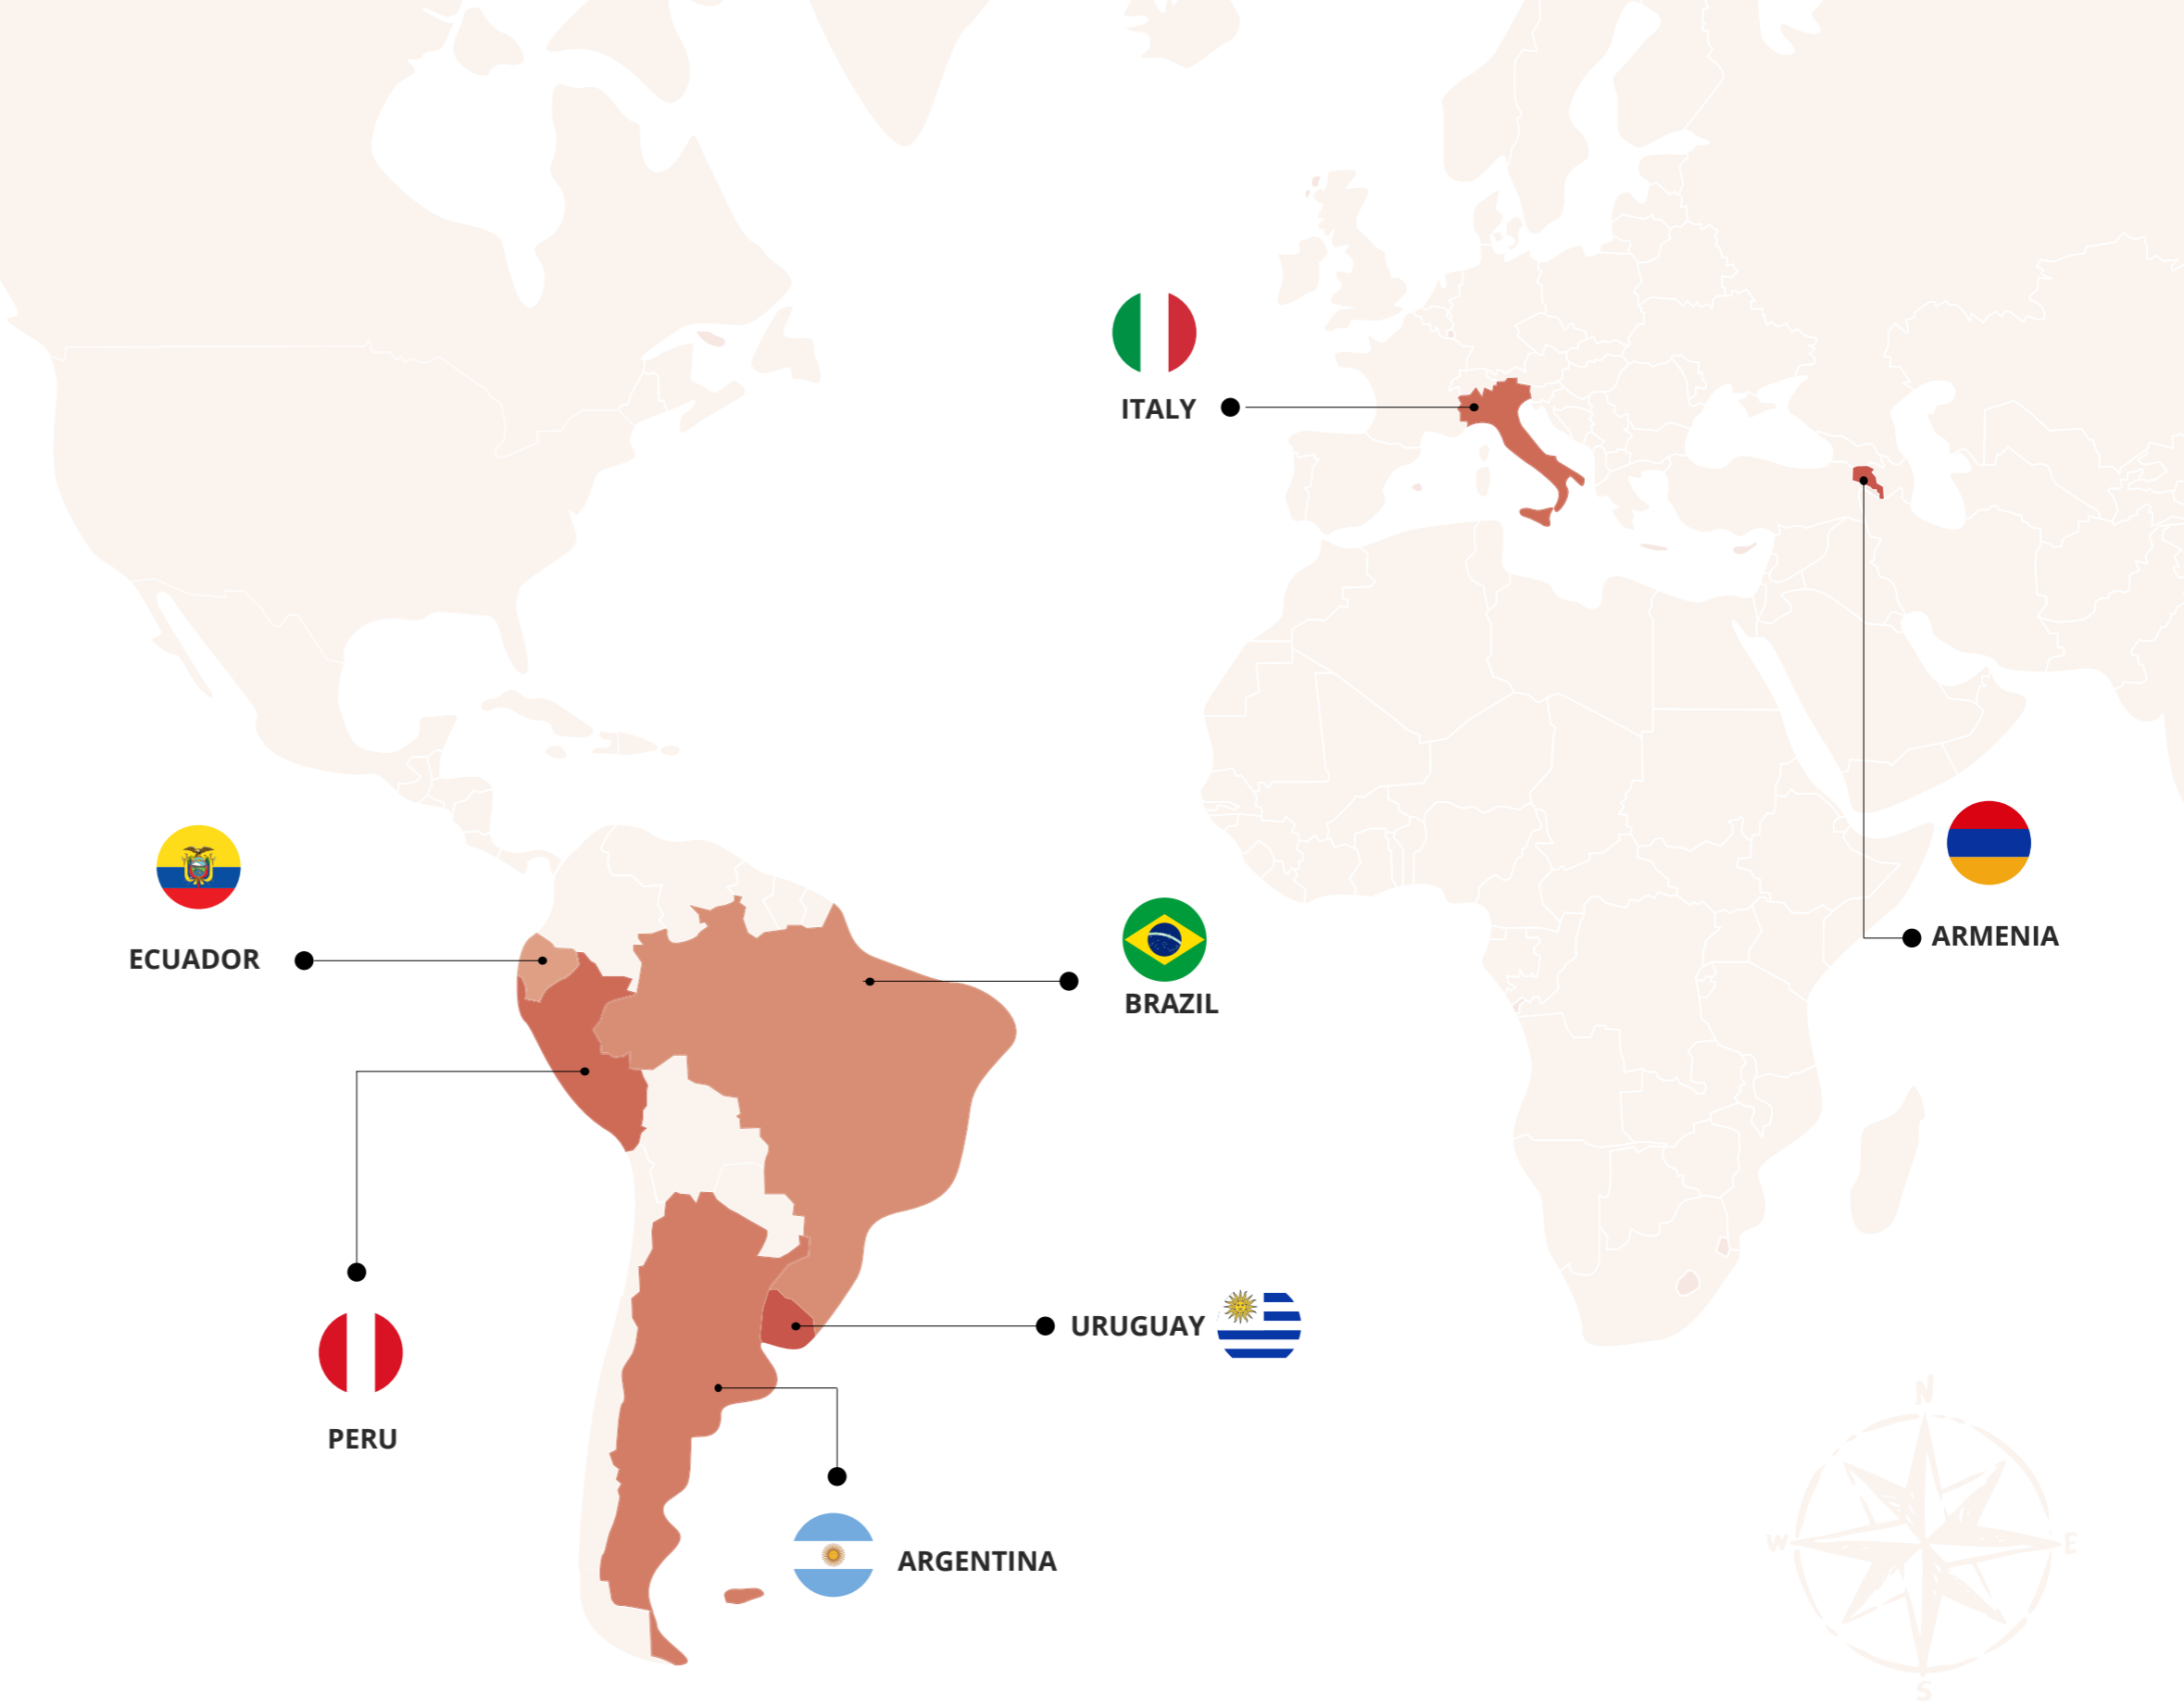 ITALY
ECUADOR
BRAZIL
ARMENIA
URUGUAY
PERU
ARGENTINA
N
W
E
S